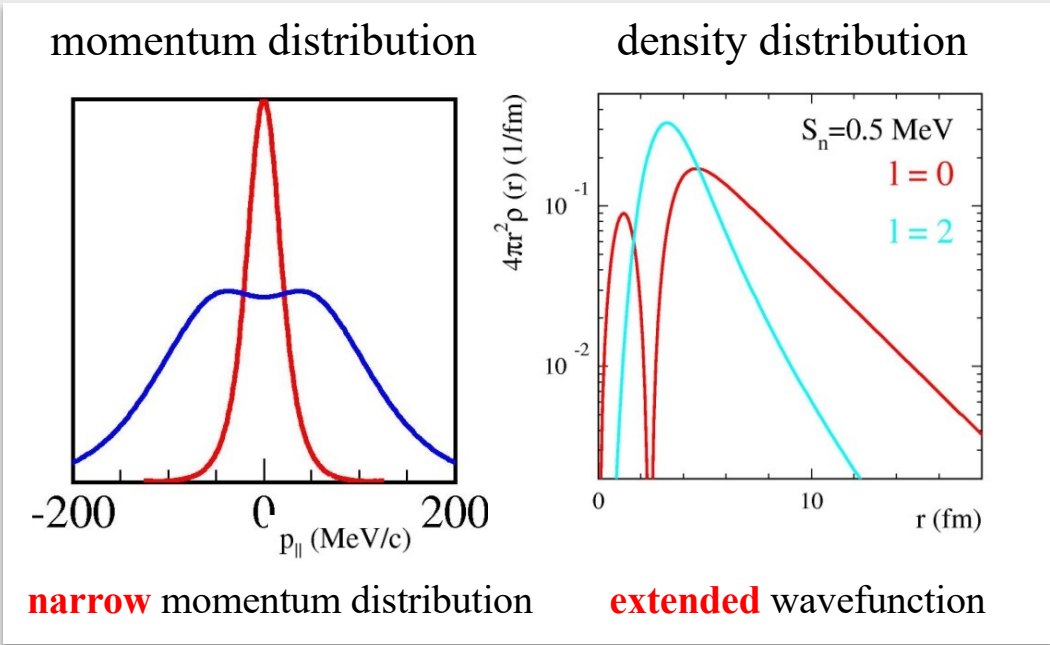 momentum distribution
density distribution
-200
0
200
p|| (MeV/c)
4πr²ρ (r) (1/fm)
10 -1
10 -2
Sn=0.5 MeV
l = 0
l = 2
0
10
r (fm)
narrow momentum distribution
extended wavefunction